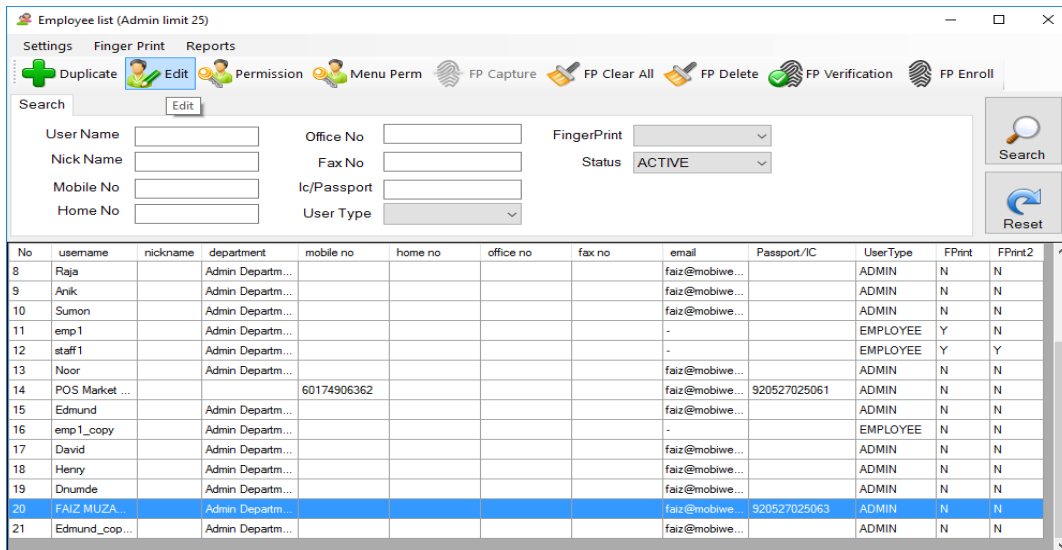 Employee list (Admin limit 25)
Settings Finger Print Reports
Duplicate Edit Permission Menu Perm FP Capture FP Clear All FP Delete FP Verification FP Enroll
Search Edit
User Name Office No FingerPrint
Nick Name Fax No Status ACTIVE Search
Mobile No Ic/Passport
Home No User Type Reset
No username nickname department mobile no home no office no fax no email Passport/IC UserType FPrint FPrint2
8 Raja Admin Departm... faiz@mobiwe... ADMIN N N
9 Anik Admin Departm... faiz@mobiwe... ADMIN N N
10 Sumon Admin Departm... faiz@mobiwe... ADMIN N N
11 emp1 Admin Departm... - EMPLOYEE Y N
12 staff1 Admin Departm... - EMPLOYEE Y Y
13 Noor Admin Departm... faiz@mobiwe... ADMIN N N
14 POS Market ... 60174906362 faiz@mobiwe... 920527025061 ADMIN N N
15 Edmund Admin Departm... faiz@mobiwe... ADMIN N N
16 emp1_copy Admin Departm... - EMPLOYEE N N
17 David Admin Departm... faiz@mobiwe... ADMIN N N
18 Henry Admin Departm... faiz@mobiwe... ADMIN N N
19 Dnumde Admin Departm... faiz@mobiwe... ADMIN N N
20 FAIZ MUZA... Admin Departm... faiz@mobiwe... 920527025063 ADMIN N N
21 Edmund_cop... Admin Departm... faiz@mobiwe... ADMIN N N